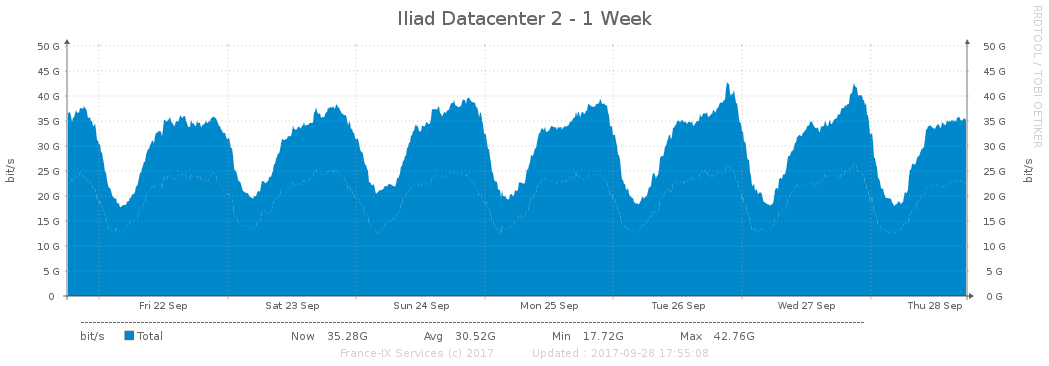 Iliad Datacenter 2 - 1 Week
RRDTOOL / TOBI OETIKER
50 G 50 G
45 G 45 G
40 G 40 G
35 G 35 G
30 G 30 G
25 G 25 G
20 G 20 G
15 G 15 G
10 G 10 G
5 G 5 G
0 0 G
bit/s bit/s
Fri 22 Sep Sat 23 Sep Sun 24 Sep Mon 25 Sep Tue 26 Sep Wed 27 Sep Thu 28 Sep
bit/s Total Now 35.28G Avg 30.52G Min 17.72G Max 42.76G
France-IX Services (c) 2017 Updated : 2017-09-28 17:55:08